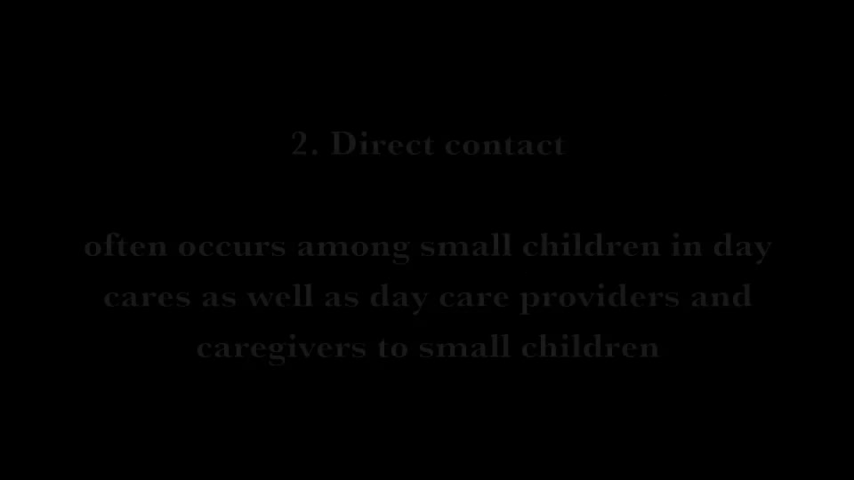 2. Direct contact
often occurs among small children in day
cares as well as day care providers and
caregivers to small children